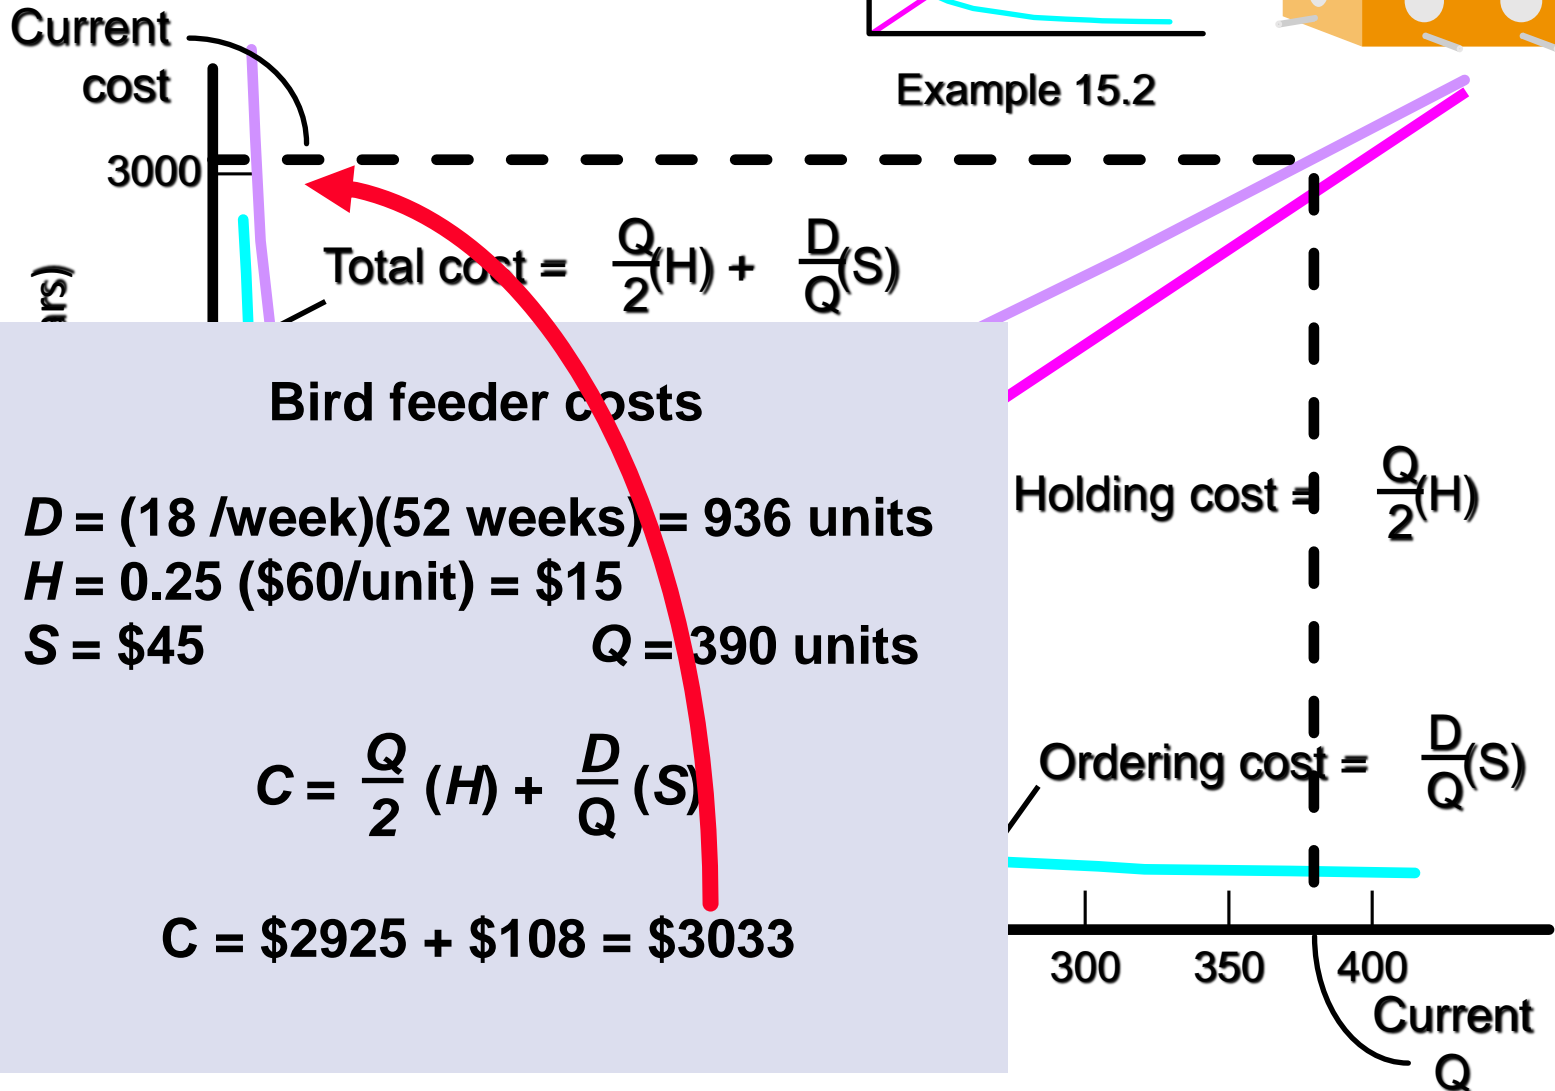 Current
cost
Example 15.2
3000
Total cost = Q/2 (H) + D/Q (S)
Bird feeder costs
D = (18 /week)(52 weeks) = 936 units
H = 0.25 ($60/unit) = $15
S = $45 Q = 390 units
C = Q/2 (H) + D/Q (S)
C = $2925 + $108 = $3033
Holding cost = Q/2 (H)
Ordering cost = D/Q (S)
300 350 400
Current
Q